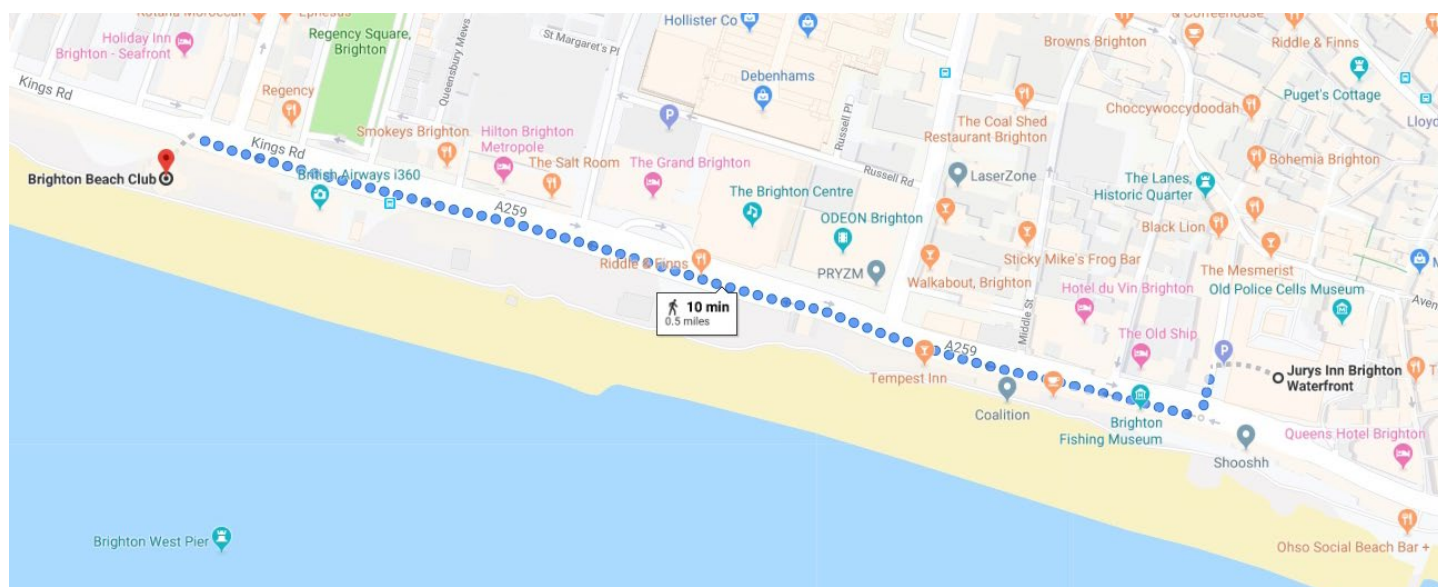 Kotana Moroccan
Ephesus
Holiday Inn
Brighton - Seafront
Regency Square,
Brighton
Queensbury Mews
St Margaret's Pl
Hollister Co
Debenhams
Browns Brighton
& Coffeehouse
Riddle & Finns
Puget's Cottage
Lloyd
Kings Rd
Regency
Smokeys Brighton
Hilton Brighton
Metropole
The Salt Room
The Grand Brighton
P
Russell Pl
Russell Rd
The Coal Shed
Restaurant Brighton
Choccywoccydoodah
Bohemia Brighton
Kings Rd
Brighton Beach Club
British Airways i360
A259
The Brighton Centre
ODEON Brighton
LaserZone
The Lanes,
Historic Quarter
Black Lion
Riddle & Finns
PRYZM
Walkabout, Brighton
Sticky Mike's Frog Bar
The Mesmerist
Hotel du Vin Brighton
Old Police Cells Museum
Aven
M
10 min
0.5 miles
Middle St
The Old Ship
A259
P
Tempest Inn
Jurys Inn Brighton
Waterfront
T
Coalition
Brighton
Fishing Museum
Shooshh
Queens Hotel Brighton
Brighton West Pier
Ohso Social Beach Bar +